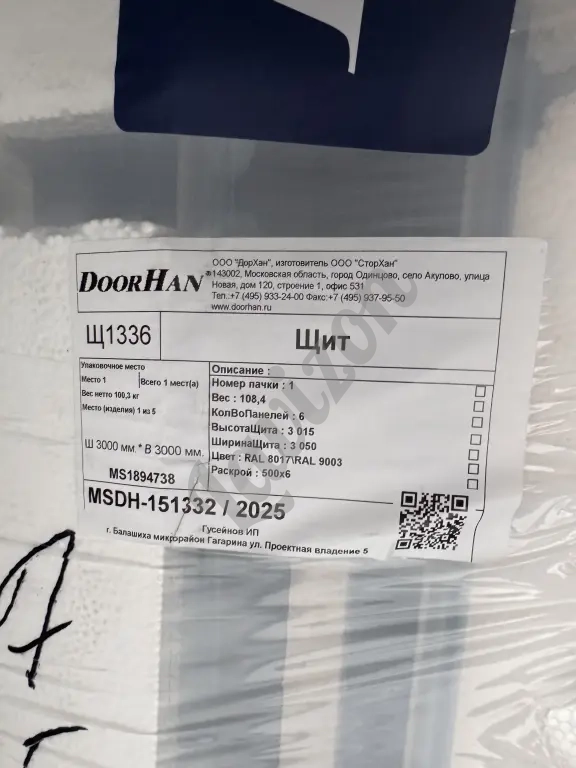 DOORHAN®
ООО "ДорХан", изготовитель ООО "СторХан"
143002, Московская область, город Одинцово, село Акулово, улица
Новая, дом 120, строение 1, офис 531
Тел.:+7 (495) 933-24-00 Факс:+7 (495) 937-95-50
www.doorhan.ru
Щ1336
Щит
Упаковочное место
Место 1 Всего 1 мест(а)
Вес нетто 100,3 кг
Место (изделия) 1 из 5
Ш 3000 мм. * В 3000 мм.
MS1894738
Описание :
Номер пачки : 1
Вес : 108,4
КолВоПанелей : 6
ВысотаЩита : 3 015
ШиринаЩита : 3 050
Цвет : RAL 8017\RAL 9003
Раскрой : 500x6
MSDH-151332 / 2025
Гусейнов ИП
г. Балашиха микрорайон Гагарина ул. Проектная владение 5